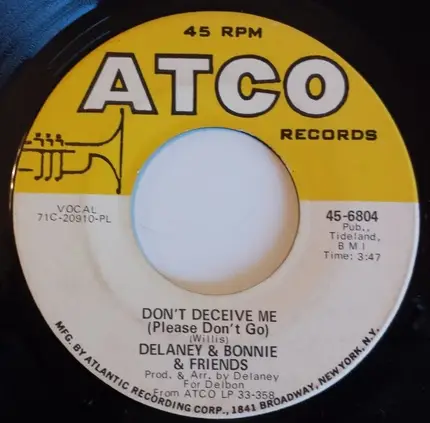 45 RPM
ATCO
RECORDS
VOCAL
71C-20910-PL
45-6804
Pub.,
Tideland,
BMI
Time: 3:47
DON'T DECEIVE ME
(Please Don't Go)
(Willis)
DELANEY & BONNIE
& FRIENDS
Prod. & Arr. by Delaney
For Delbon
From ATCO LP 33-358
MFG. BY ATLANTIC RECORDING CORP., 1841 BROADWAY, NEW YORK, N.Y.